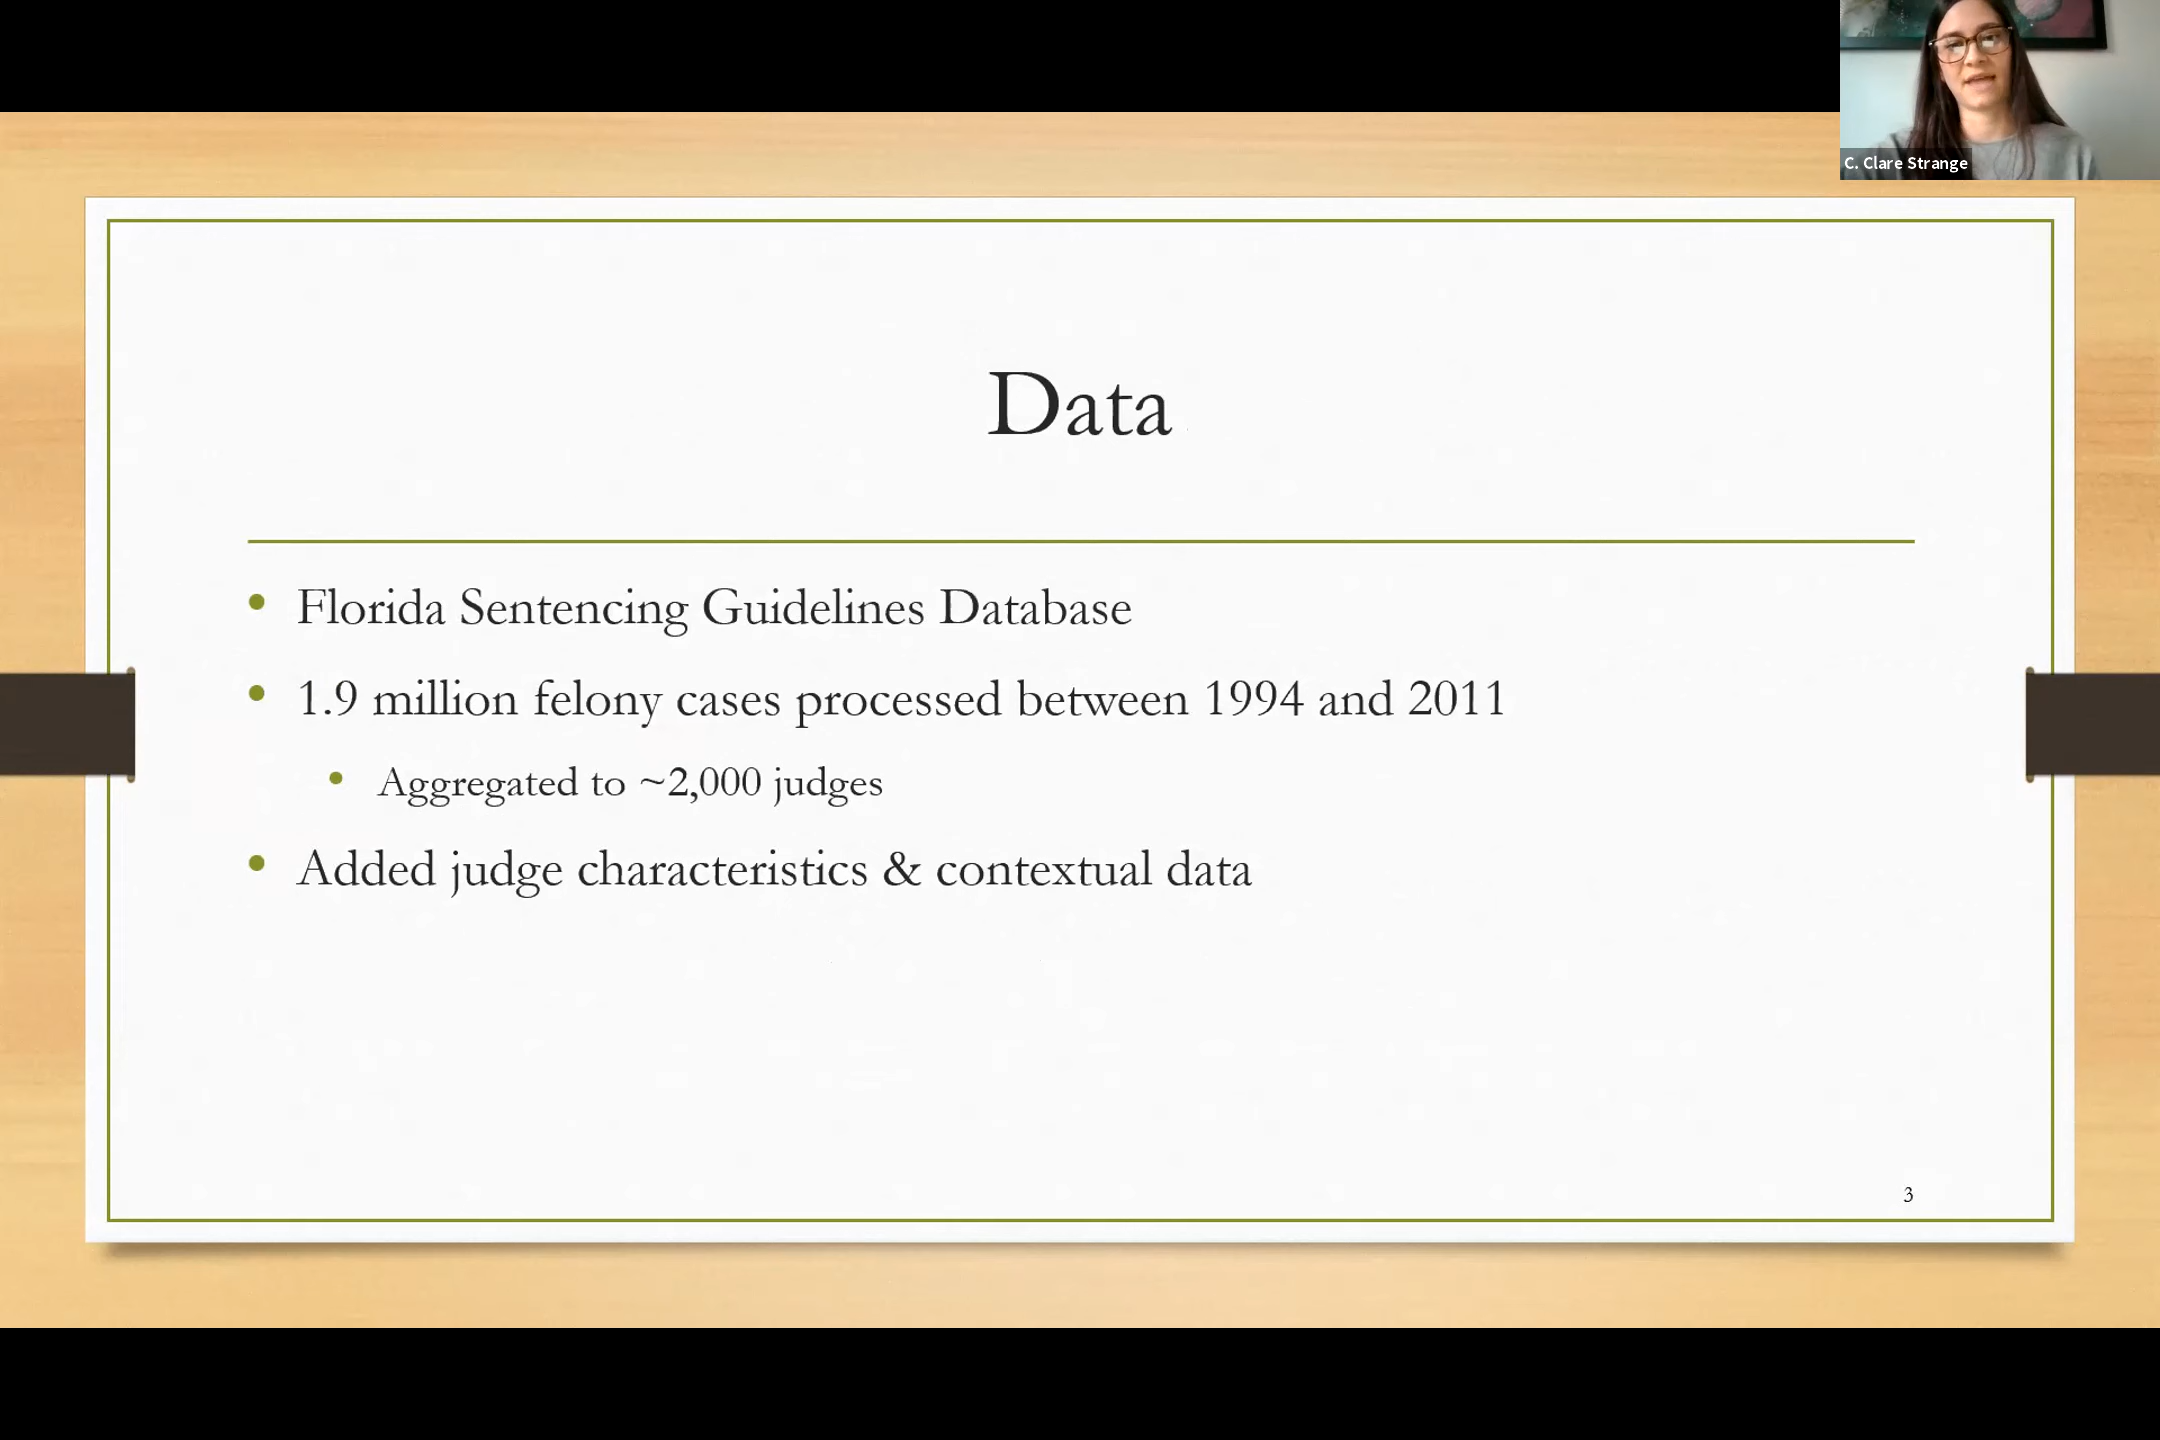 C. Clare Strange
Data
• Florida Sentencing Guidelines Database
• 1.9 million felony cases processed between 1994 and 2011
• Aggregated to ~2,000 judges
• Added judge characteristics & contextual data
3